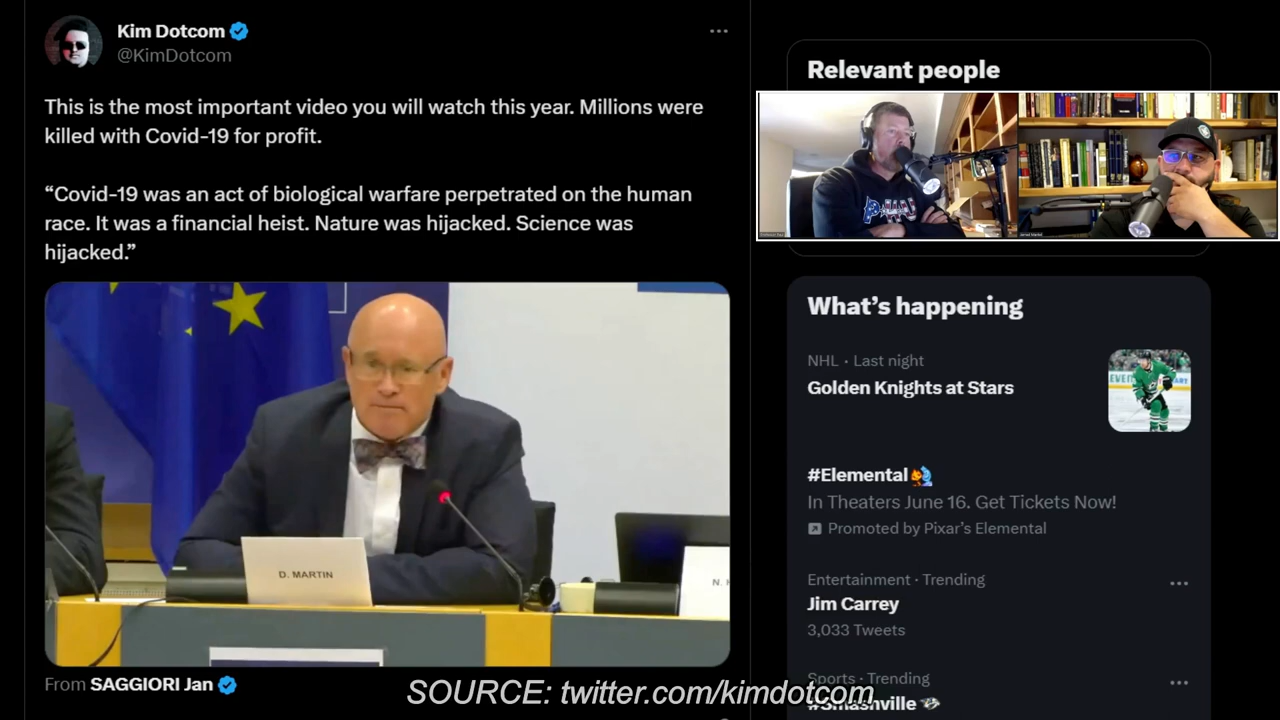 Kim Dotcom
@KimDotcom
This is the most important video you will watch this year. Millions were
killed with Covid-19 for profit.
“Covid-19 was an act of biological warfare perpetrated on the human
race. It was a financial heist. Nature was hijacked. Science was
hijacked.”
D. MARTIN
From SAGGIORI Jan
Relevant people
What’s happening
NHL · Last night
Golden Knights at Stars
#Elemental
In Theaters June 16. Get Tickets Now!
Promoted by Pixar’s Elemental
Entertainment · Trending
Jim Carrey
3,033 Tweets
Sports · Trending
#Smashville
SOURCE: twitter.com/kimdotcom